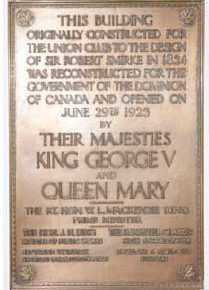 THIS BUILDING
ORIGINALLY CONSTRUCTED FOR
THE UNION CLUB TO THE DESIGN
OF SIR ROBERT SMIRKE IN 1824
WAS RECONSTRUCTED FOR THE
GOVERNMENT OF THE DOMINION
OF CANADA AND OPENED ON
JUNE 29TH 1925
BY
THEIR MAJESTIES
KING GEORGE V
AND
QUEEN MARY
THE RT. HON. W. L. MACKENZIE KING
PRIME MINISTER